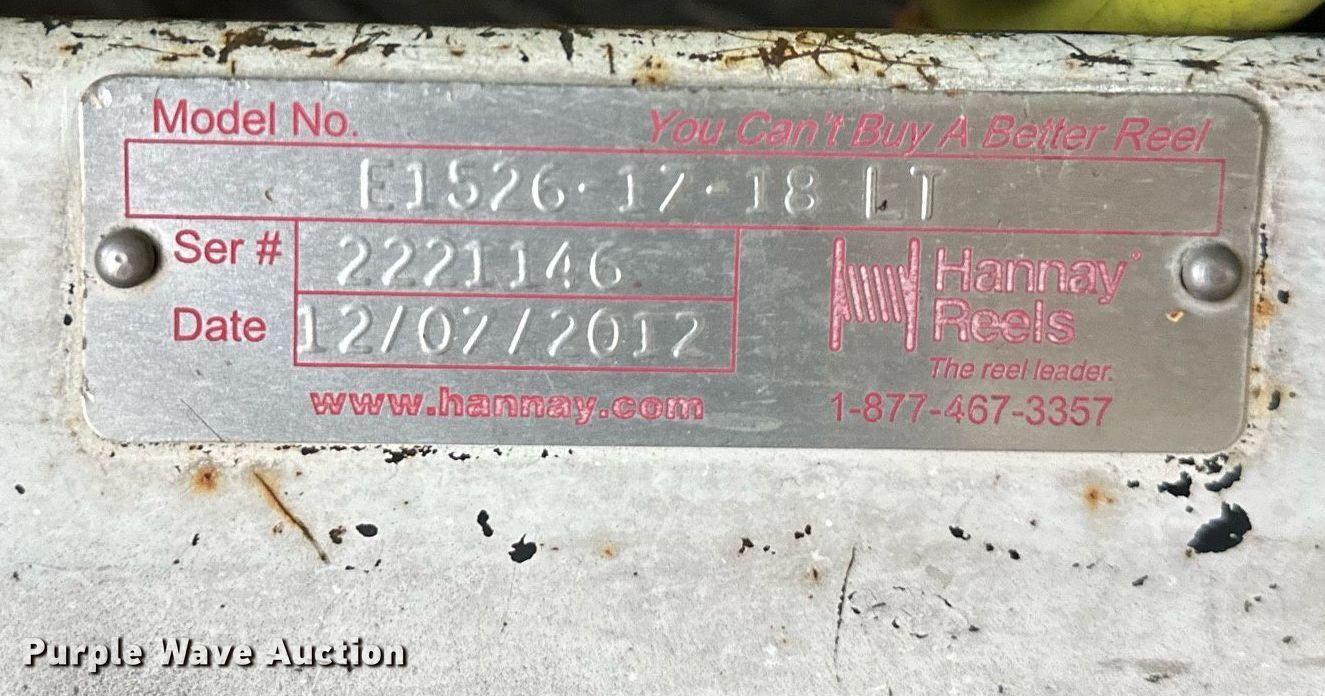 Model No. You Can't Buy A Better Reel
E1526-17-18 LT
Ser # 2221146
Date 12/07/2012
Hannay®
Reels
The reel leader.
www.hannay.com 1-877-467-3357
Purple Wave Auction